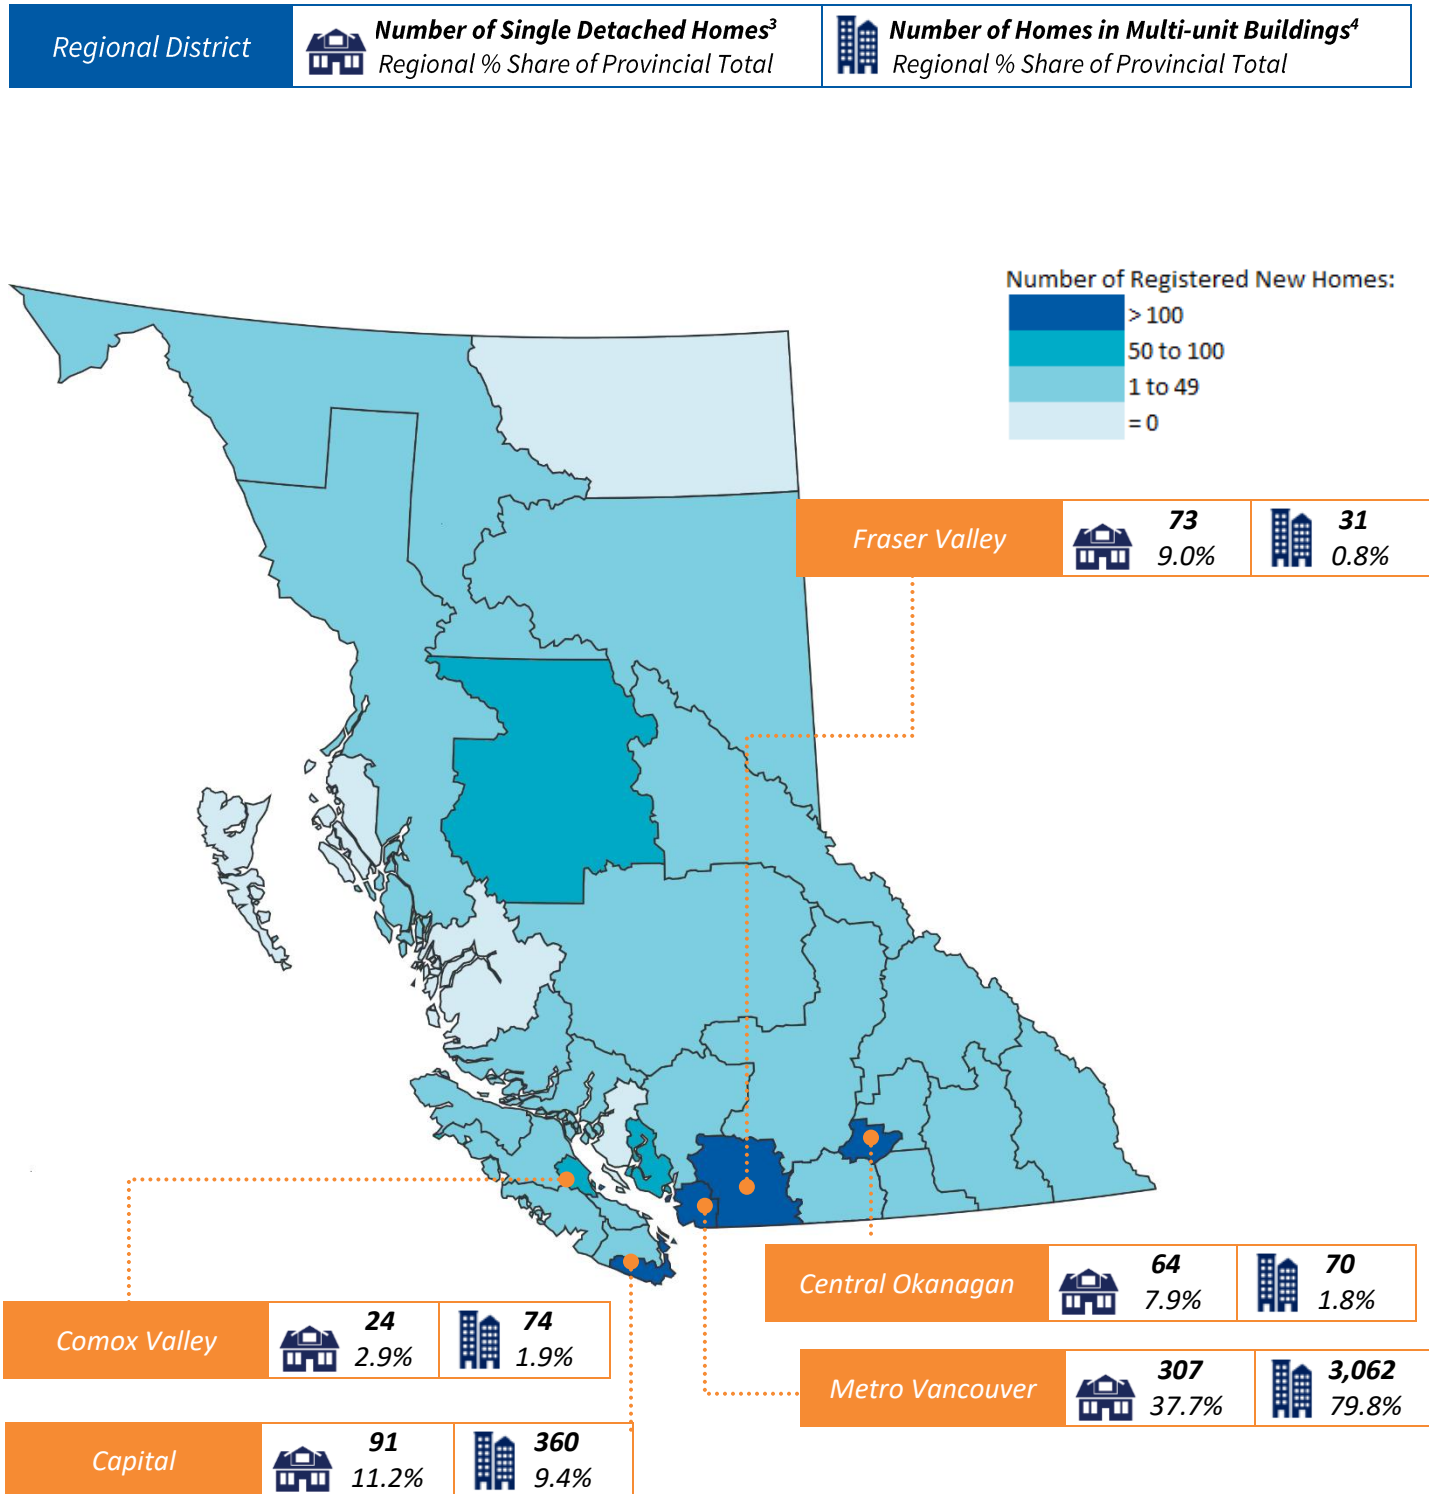 Regional District
Number of Single Detached Homes³
Regional % Share of Provincial Total
Number of Homes in Multi-unit Buildings⁴
Regional % Share of Provincial Total
Number of Registered New Homes:
> 100
50 to 100
1 to 49
= 0
Fraser Valley
73
9.0%
31
0.8%
Central Okanagan
64
7.9%
70
1.8%
Comox Valley
24
2.9%
74
1.9%
Metro Vancouver
307
37.7%
3,062
79.8%
Capital
91
11.2%
360
9.4%